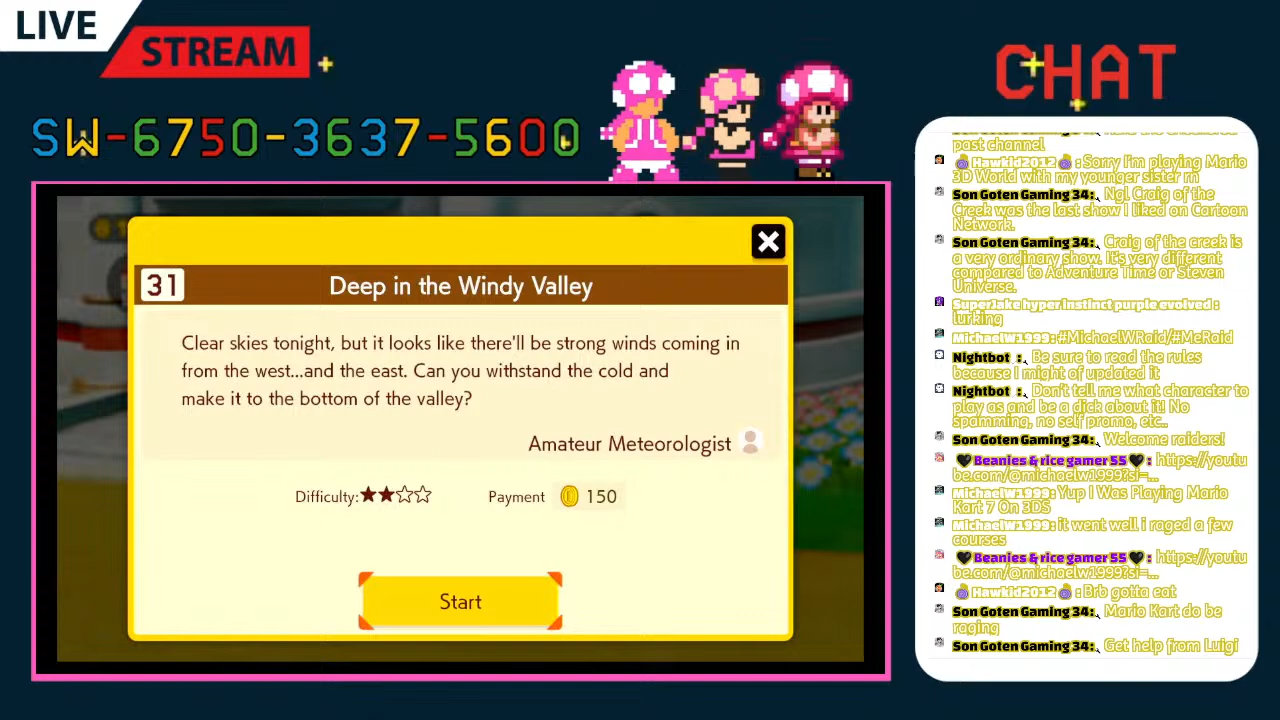 LIVE
STREAM
SW-6750-3637-5600
CHAT
31
Deep in the Windy Valley
Clear skies tonight, but it looks like there'll be strong winds coming in
from the west...and the east. Can you withstand the cold and
make it to the bottom of the valley?
Amateur Meteorologist
Difficulty:
Payment 150
Start
past channel
Hawkid2012 : Sorry I'm playing Mario
3D World with my younger sister rn
Son Goten Gaming 34: Ngl Craig of the
Creek was the last show I liked on Cartoon
Network.
Son Goten Gaming 34: Craig of the creek is
a very ordinary show. It's very different
compared to Adventure Time or Steven
Universe.
SuperJake hyper instinct purple evolved :
lurking
MichaelW1999: #MichaelWRaid/#MeRaid
Nightbot : Be sure to read the rules
because I might of updated it
Nightbot : Don't tell me what character to
play as and be a dick about it! No
spamming, no self promo, etc..
Son Goten Gaming 34: Welcome raiders!
Beanies & rice gamer 55 : https://youtu
be.com/@michaelw1999?si=...
MichaelW1999: Yup I Was Playing Mario
Kart 7 On 3DS
MichaelW1999: it went well i raged a few
courses
Beanies & rice gamer 55 : https://youtu
be.com/@michaelw1999?si=...
Hawkid2012 : Brb gotta eat
Son Goten Gaming 34: Mario Kart do be
raging
Son Goten Gaming 34: Get help from Luigi